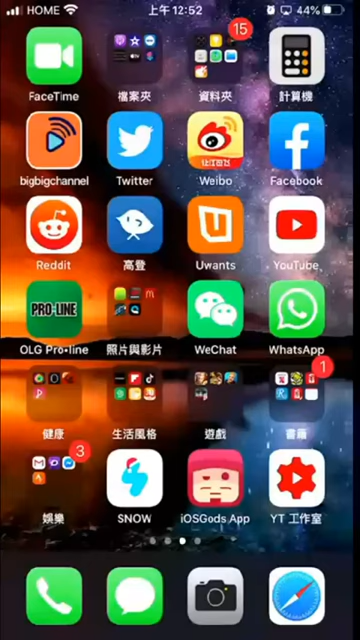 HOME 上午 12:52 44%
15
FaceTime 檔案夾 資料夾 計算機
bigbigchannel Twitter Weibo Facebook
Reddit 高登 Uwants YouTube
PRO•LINE
OLG Pro•line 照片與影片 WeChat WhatsApp
1
健康 生活風格 遊戲 書籍
3
娛樂 SNOW iOSGods App YT 工作室